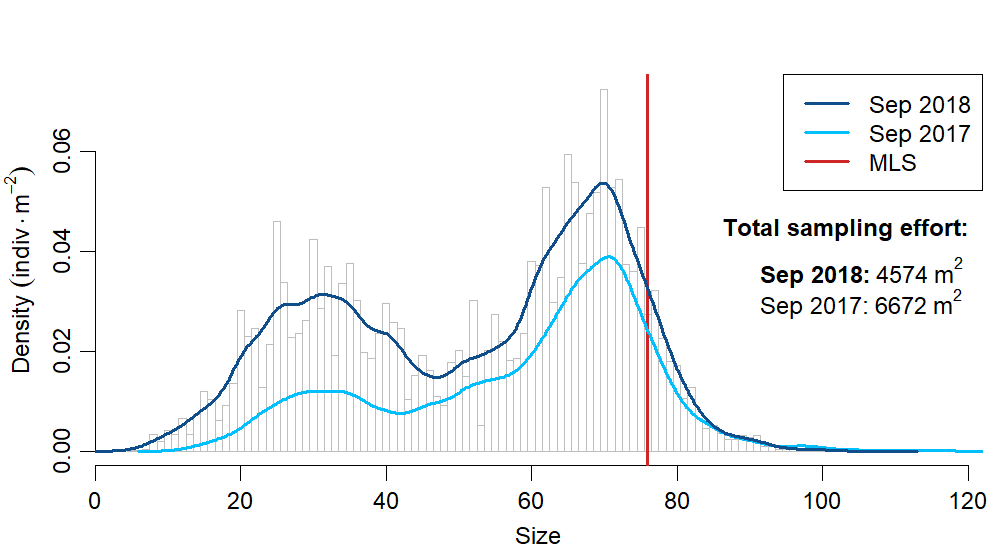 Sep 2018
Sep 2017
MLS
Total sampling effort:
Sep 2018: 4574 m²
Sep 2017: 6672 m²
Density (indiv·m⁻²)
0.06
0.04
0.02
0.00
0 20 40 60 80 100 120
Size